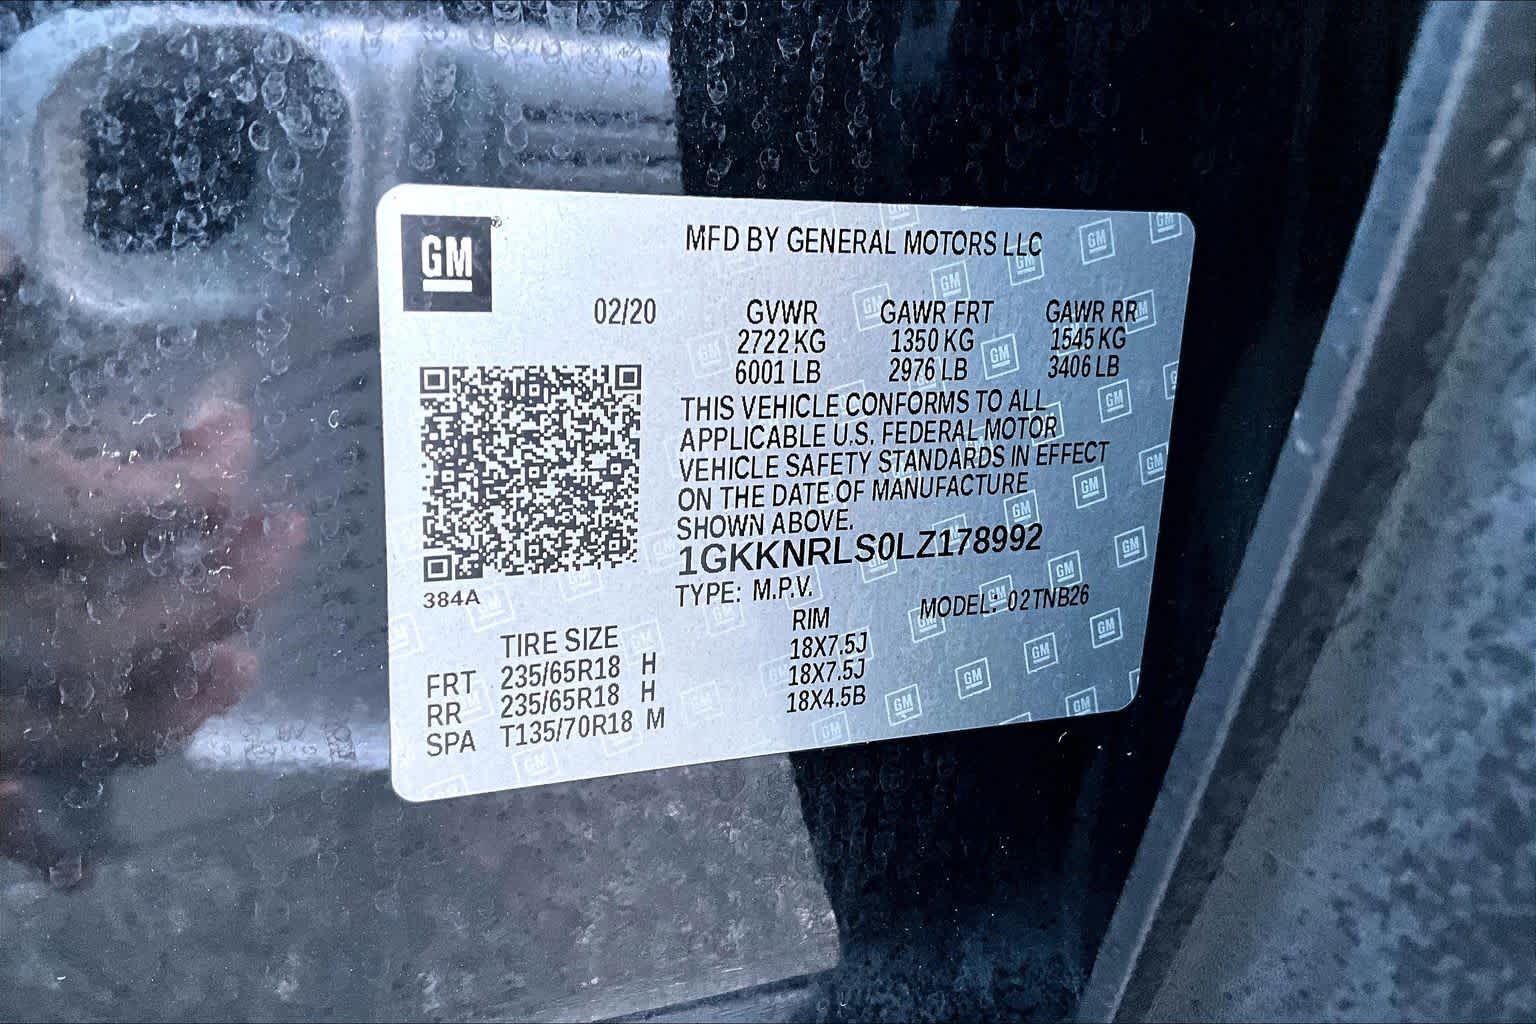 GM
MFD BY GENERAL MOTORS LLC
02/20 GVWR GAWR FRT GAWR RR
2722 KG 1350 KG 1545 KG
6001 LB 2976 LB 3406 LB
THIS VEHICLE CONFORMS TO ALL
APPLICABLE U.S. FEDERAL MOTOR
VEHICLE SAFETY STANDARDS IN EFFECT
ON THE DATE OF MANUFACTURE
SHOWN ABOVE.
1GKKNRLS0LZ178992
384A
TYPE: M.P.V. MODEL: 02TNB26
TIRE SIZE RIM
FRT 235/65R18 H 18X7.5J
RR 235/65R18 H 18X7.5J
SPA T135/70R18 M 18X4.5B